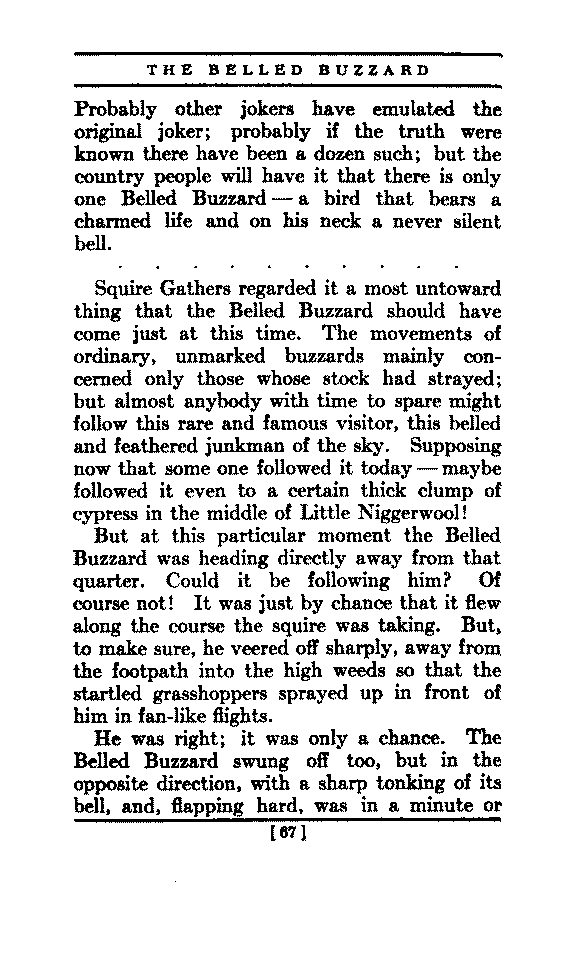 THE BELLED BUZZARD
Probably other jokers have emulated the
original joker; probably if the truth were
known there have been a dozen such; but the
country people will have it that there is only
one Belled Buzzard — a bird that bears a
charmed life and on his neck a never silent
bell.
. . . . . . . . . .
Squire Gathers regarded it a most untoward
thing that the Belled Buzzard should have
come just at this time. The movements of
ordinary, unmarked buzzards mainly con-
cerned only those whose stock had strayed;
but almost anybody with time to spare might
follow this rare and famous visitor, this belled
and feathered junkman of the sky. Supposing
now that some one followed it today — maybe
followed it even to a certain thick clump of
cypress in the middle of Little Niggerwool!
But at this particular moment the Belled
Buzzard was heading directly away from that
quarter. Could it be following him? Of
course not! It was just by chance that it flew
along the course the squire was taking. But,
to make sure, he veered off sharply, away from
the footpath into the high weeds so that the
startled grasshoppers sprayed up in front of
him in fan-like flights.
He was right; it was only a chance. The
Belled Buzzard swung off too, but in the
opposite direction, with a sharp tonking of its
bell, and, flapping hard, was in a minute or
[67]